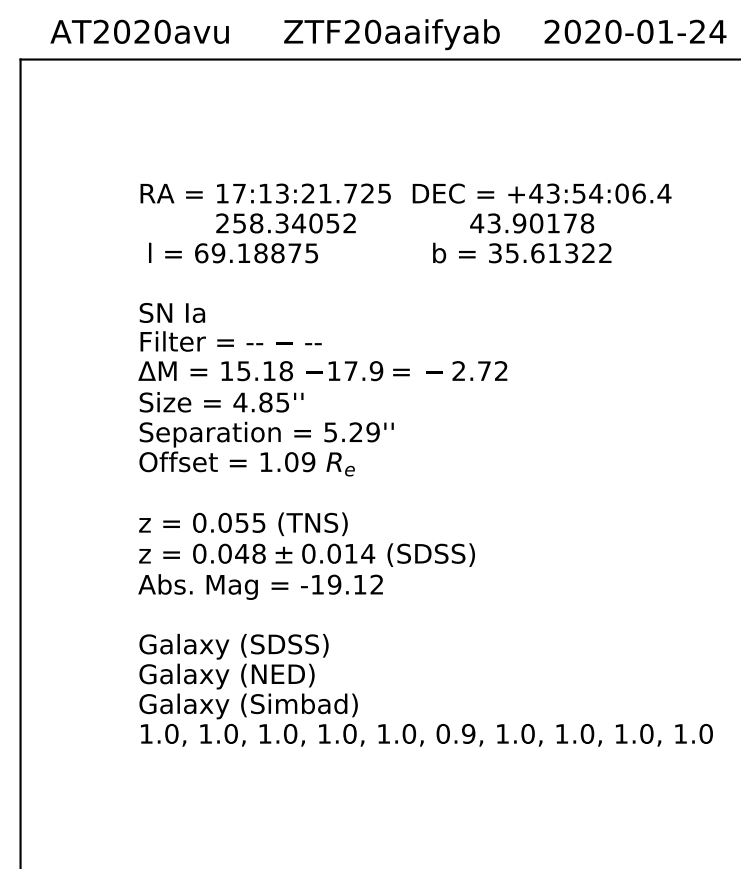 AT2020avu ZTF20aaifyab 2020-01-24
RA = 17:13:21.725 DEC = +43:54:06.4
258.34052 43.90178
l = 69.18875 b = 35.61322
SN Ia
Filter = -- − --
ΔM = 15.18 −17.9 = − 2.72
Size = 4.85''
Separation = 5.29''
Offset = 1.09 Rₑ
z = 0.055 (TNS)
z = 0.048 ± 0.014 (SDSS)
Abs. Mag = -19.12
Galaxy (SDSS)
Galaxy (NED)
Galaxy (Simbad)
1.0, 1.0, 1.0, 1.0, 1.0, 0.9, 1.0, 1.0, 1.0, 1.0